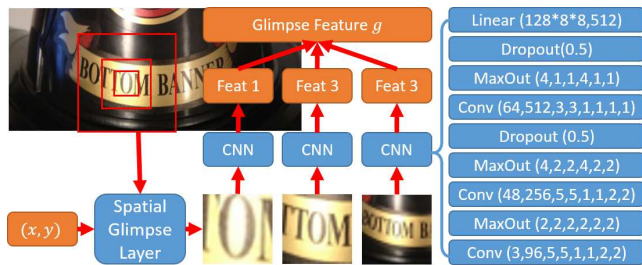 Glimpse Feature g
BOTTOM BANNER
Feat 1
Feat 3
Feat 3
CNN
CNN
CNN
(x, y)
Spatial
Glimpse
Layer
TOM
TTOM
BOTTOM BA
Linear (128*8*8,512)
Dropout(0.5)
MaxOut (4,1,1,4,1,1)
Conv (64,512,3,3,1,1,1,1)
Dropout (0.5)
MaxOut (4,2,2,4,2,2)
Conv (48,256,5,5,1,1,2,2)
MaxOut (2,2,2,2,2,2)
Conv (3,96,5,5,1,1,2,2)